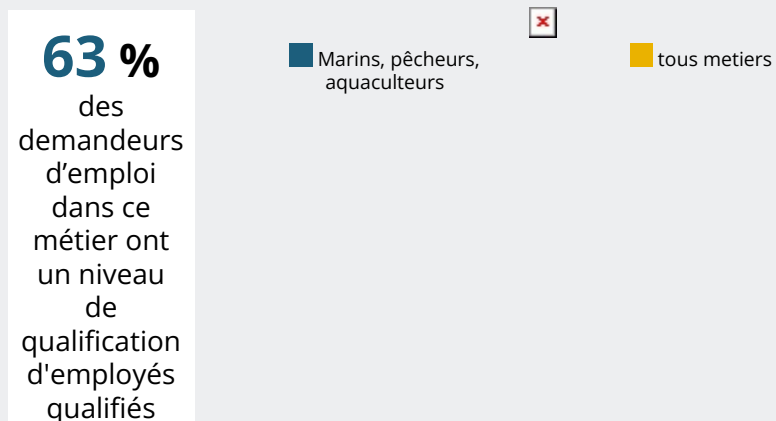 63 %
des
demandeurs
d’emploi
dans ce
métier ont
un niveau
de
qualification
d'employés
qualifiés
Marins, pêcheurs,
aquaculteurs
tous metiers